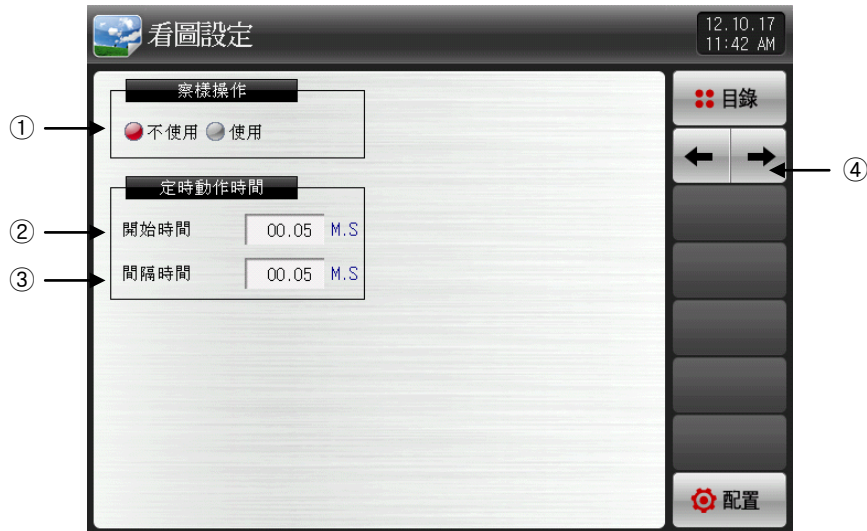 看圖設定
12.10.17
11:42 AM
察樣操作
① 不使用 使用
定時動作時間
② 開始時間 00.05 M.S
③ 間隔時間 00.05 M.S
目錄
④
配置